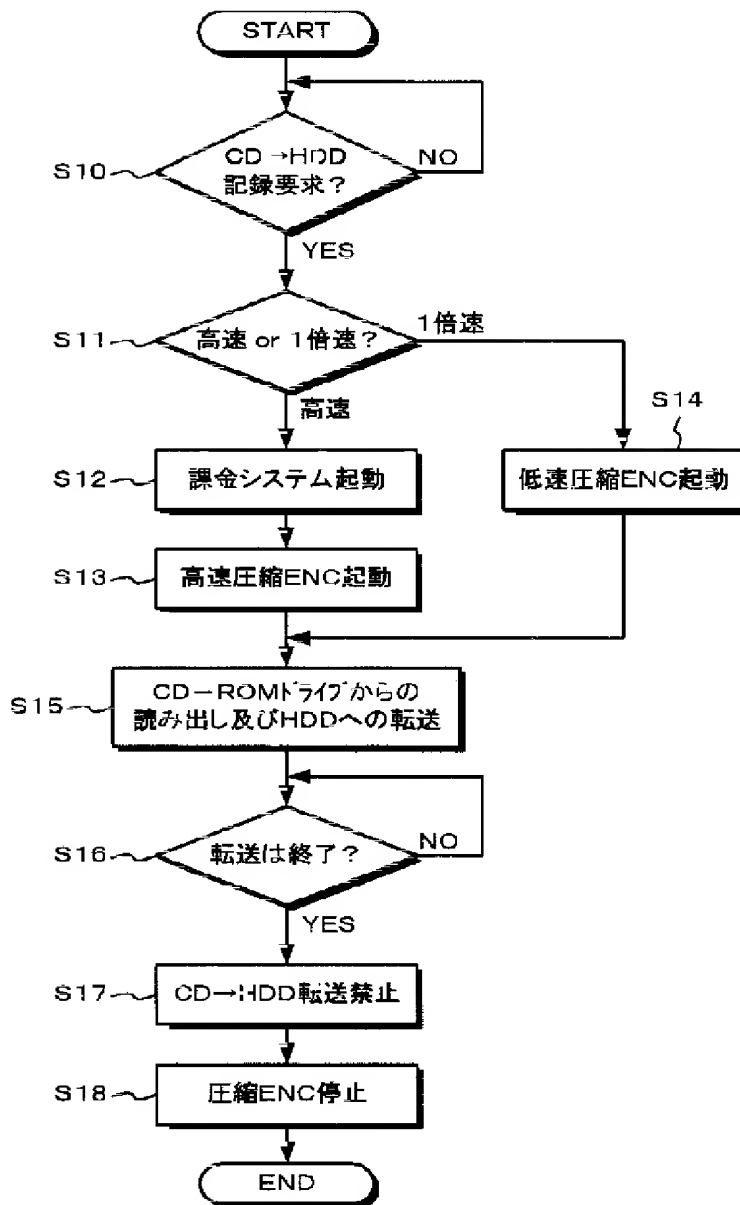 START
S10
CD→HDD
記録要求?
NO
YES
S11
高速 or 1倍速?
1倍速
高速
S12
課金システム起動
S14
低速圧縮ENC起動
S13
高速圧縮ENC起動
S15
CD-ROMドライブからの
読み出し及びHDDへの転送
S16
転送は終了?
NO
YES
S17
CD→HDD転送禁止
S18
圧縮ENC停止
END